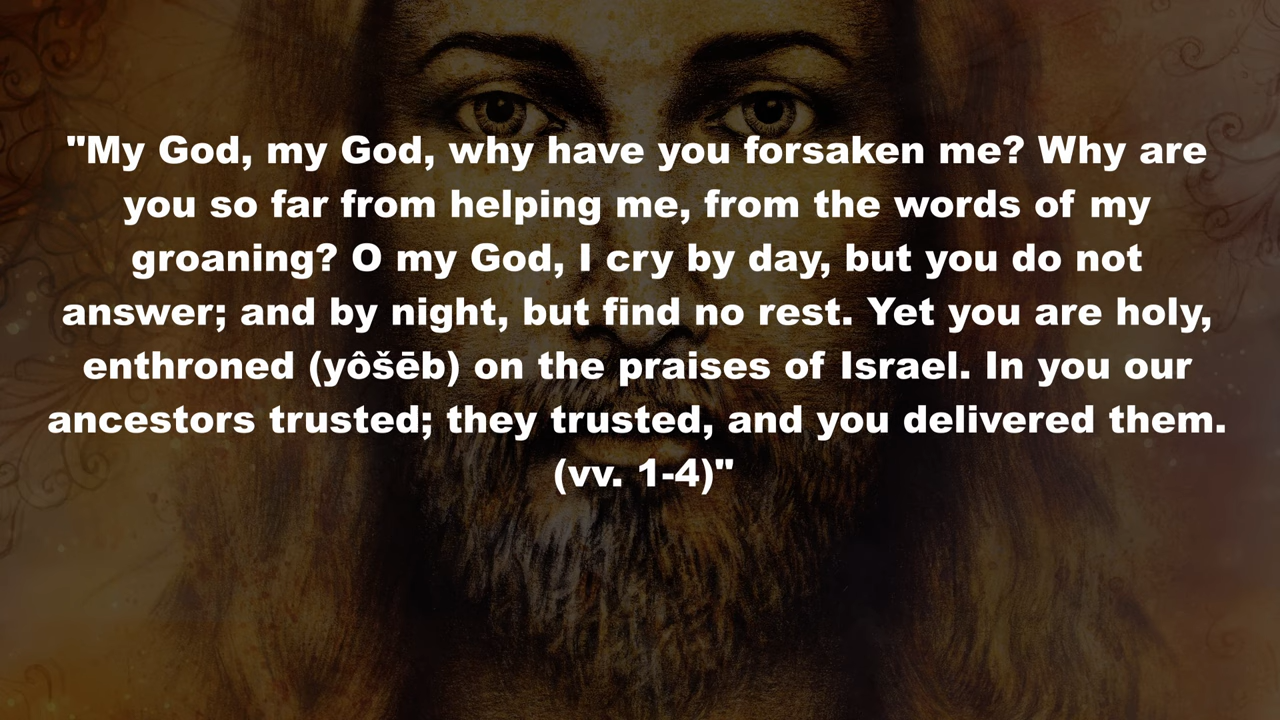 "My God, my God, why have you forsaken me? Why are
you so far from helping me, from the words of my
groaning? O my God, I cry by day, but you do not
answer; and by night, but find no rest. Yet you are holy,
enthroned (yôšēb) on the praises of Israel. In you our
ancestors trusted; they trusted, and you delivered them.
(vv. 1-4)"